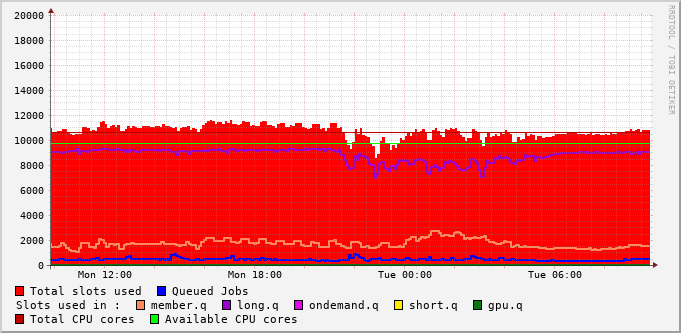 20000
18000
16000
14000
12000
10000
8000
6000
4000
2000
0
Mon 12:00 Mon 18:00 Tue 00:00 Tue 06:00
RRDTOOL / TOBI OETIKER
Total slots used Queued Jobs
Slots used in : member.q long.q ondemand.q short.q gpu.q
Total CPU cores Available CPU cores